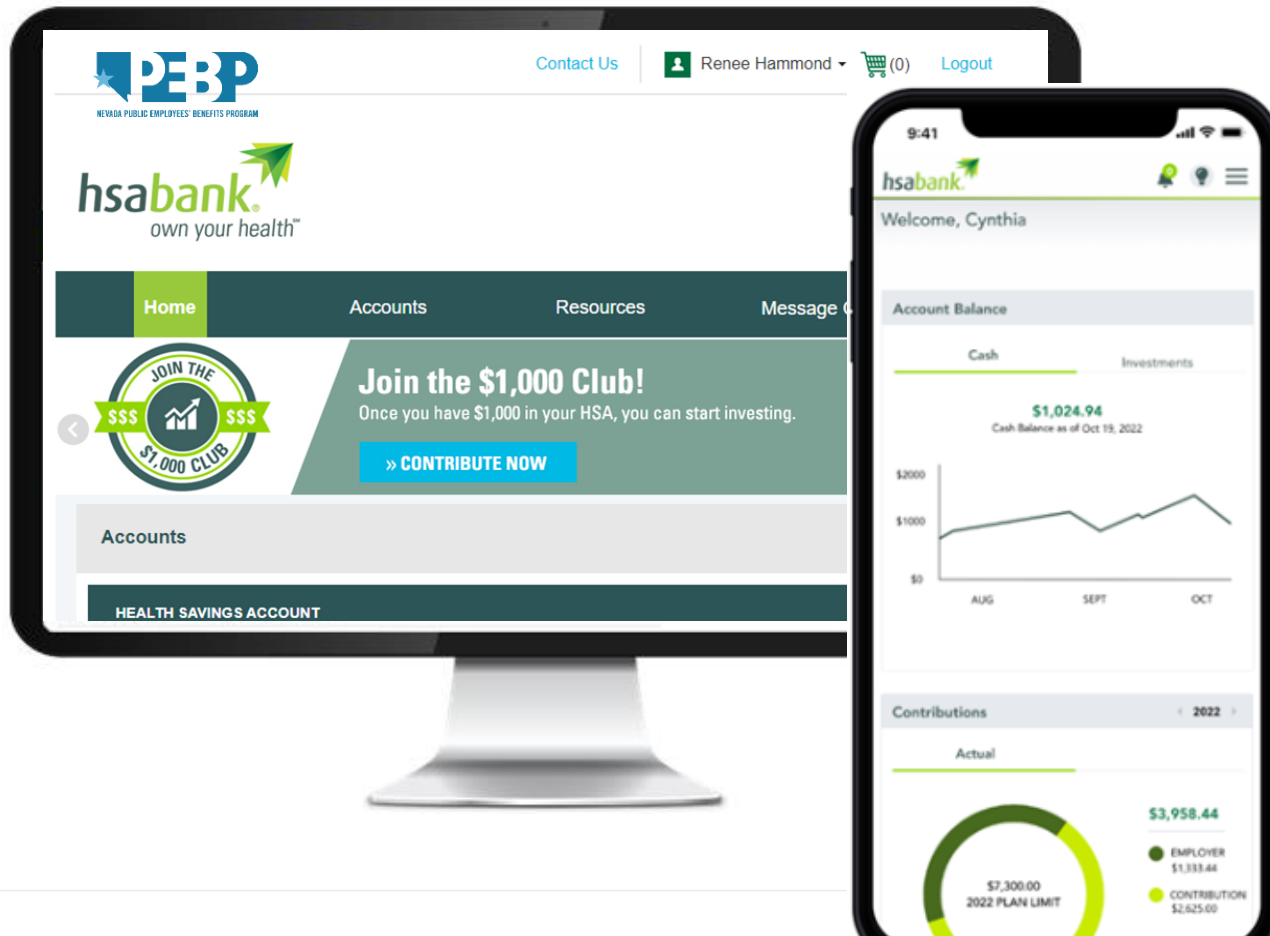 PEBP
NEVADA PUBLIC EMPLOYEES' BENEFITS PROGRAM
Contact Us
Renee Hammond
(0)
Logout
hsabank.®
own your health℠
Home
Accounts
Resources
Message
JOIN THE
$$$
$$$
$1,000 CLUB
Join the $1,000 Club!
Once you have $1,000 in your HSA, you can start investing.
» CONTRIBUTE NOW
Accounts
HEALTH SAVINGS ACCOUNT
9:41
hsabank.
Welcome, Cynthia
Account Balance
Cash
Investments
$1,024.94
Cash Balance as of Oct 19, 2022
$2000
$1000
$0
AUG
SEPT
OCT
Contributions
2022
Actual
$3,958.44
EMPLOYER
$1,333.44
CONTRIBUTION
$2,625.00
$7,300.00
2022 PLAN LIMIT